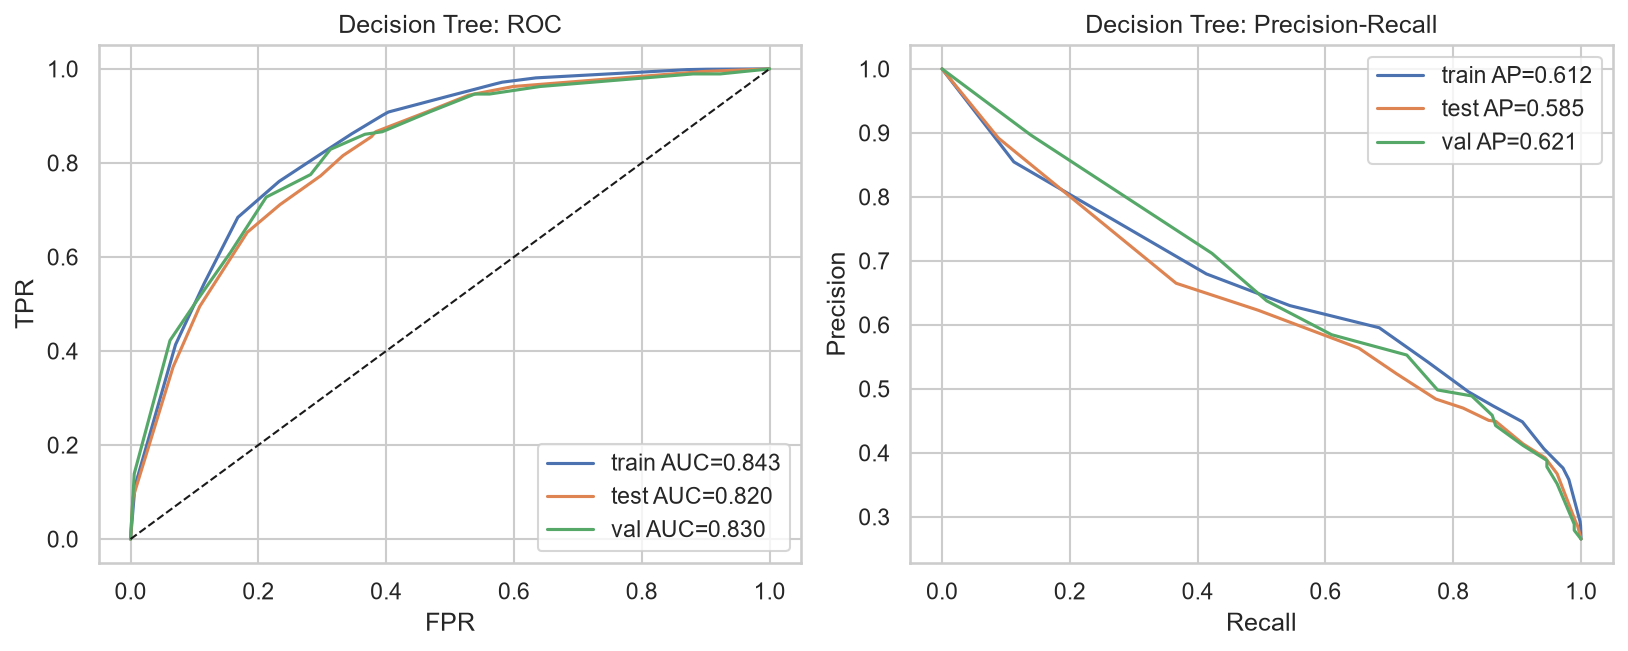 Decision Tree: ROC
1.0
0.8
0.6
0.4
0.2
0.0
TPR
train AUC=0.843
test AUC=0.820
val AUC=0.830
0.0 0.2 0.4 0.6 0.8 1.0
FPR
Decision Tree: Precision-Recall
1.0
0.9
0.8
0.7
0.6
0.5
0.4
0.3
Precision
train AP=0.612
test AP=0.585
val AP=0.621
0.0 0.2 0.4 0.6 0.8 1.0
Recall